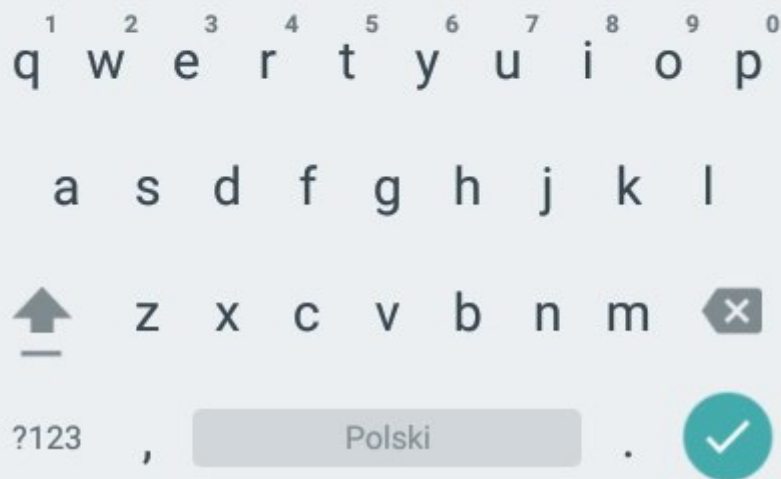 1 2 3 4 5 6 7 8 9 0
q w e r t y u i o p
a s d f g h j k l
z x c v b n m
?123 , Polski .